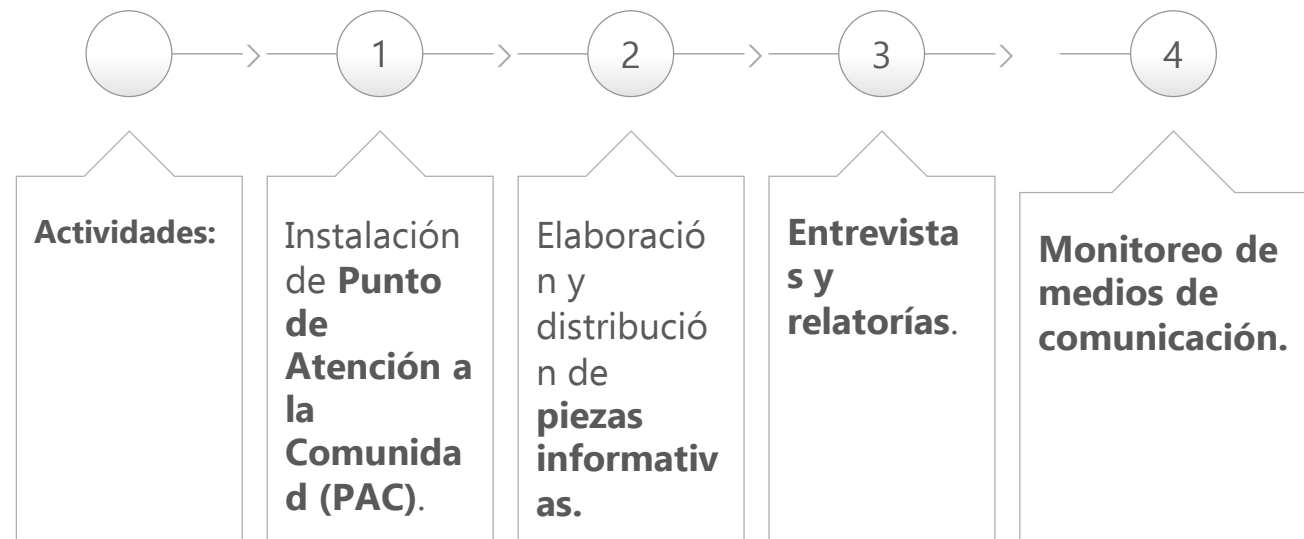 1
2
3
4
Actividades:
Instalación
de Punto
de
Atención a
la
Comunida
d (PAC).
Elaboració
n y
distribució
n de
piezas
informativ
as.
Entrevista
s y
relatorías.
Monitoreo de
medios de
comunicación.